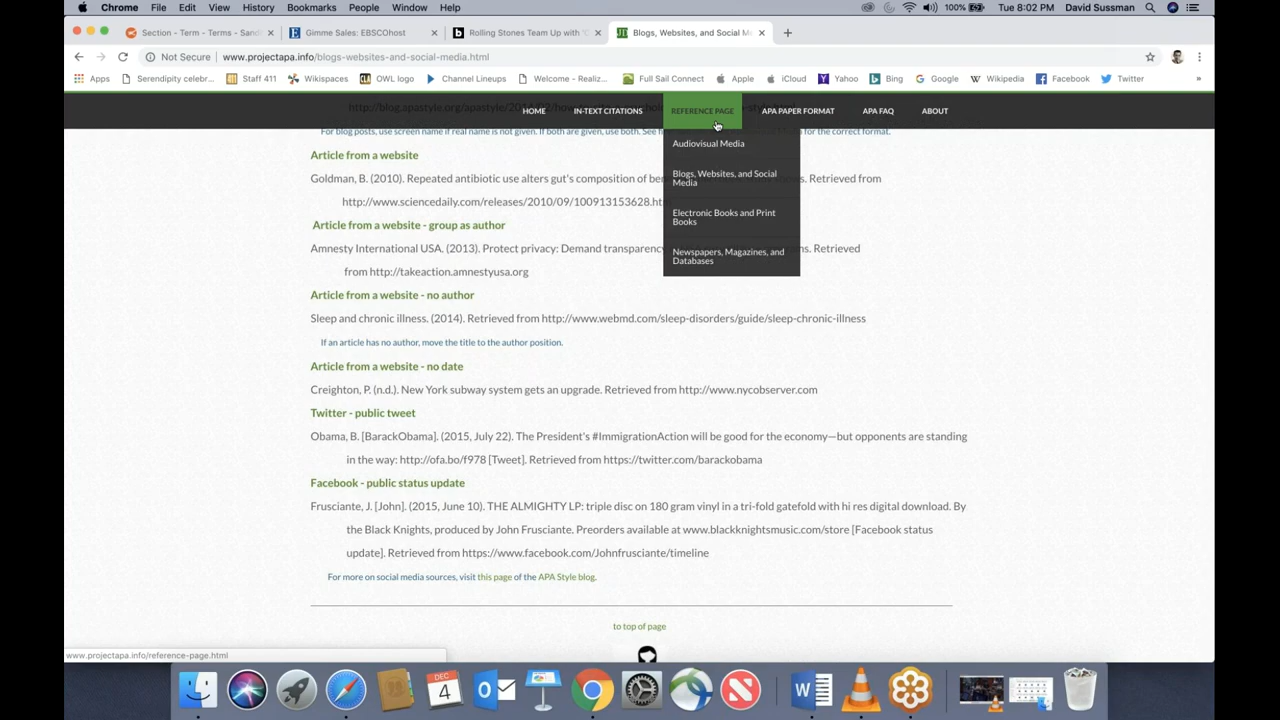 Chrome File Edit View History Bookmarks People Window Help 100% Tue 8:02 PM David Sussman
Section - Term - Terms - San Gimme Sales: EBSCOhost Rolling Stones Team Up with ' Blogs, Websites, and Social M
Not Secure www.projectapa.info/blogs-websites-and-social-media.html
Apps Serendipity celebr... Staff 411 Wikispaces OWL logo Channel Lineups Welcome - Realiz... Full Sail Connect Apple iCloud Yahoo Bing Google Wikipedia Facebook Twitter »
HOME IN-TEXT CITATIONS REFERENCE PAGE APA PAPER FORMAT APA FAQ ABOUT
For blog posts, use screen name if real name is not given. If both are given, use both. See for the correct format.
Audiovisual Media
Blogs, Websites, and Social
Media
Electronic Books and Print
Books
Newspapers, Magazines, and
Databases
Article from a website
Goldman, B. (2010). Repeated antibiotic use alters gut's composition of Retrieved from
http://www.sciencedaily.com/releases/2010/09/100913153628.ht
Article from a website - group as author
Amnesty International USA. (2013). Protect privacy: Demand transparency Retrieved
from http://takeaction.amnestyusa.org
Article from a website - no author
Sleep and chronic illness. (2014). Retrieved from http://www.webmd.com/sleep-disorders/guide/sleep-chronic-illness
If an article has no author, move the title to the author position.
Article from a website - no date
Creighton, P. (n.d.). New York subway system gets an upgrade. Retrieved from http://www.nycobserver.com
Twitter - public tweet
Obama, B. [BarackObama]. (2015, July 22). The President's #ImmigrationAction will be good for the economy—but opponents are standing
in the way: http://ofa.bo/f978 [Tweet]. Retrieved from https://twitter.com/barackobama
Facebook - public status update
Frusciante, J. [John]. (2015, June 10). THE ALMIGHTY LP: triple disc on 180 gram vinyl in a tri-fold gatefold with hi res digital download. By
the Black Knights, produced by John Frusciante. Preorders available at www.blackknightsmusic.com/store [Facebook status
update]. Retrieved from https://www.facebook.com/Johnfrusciante/timeline
For more on social media sources, visit this page of the APA Style blog.
to top of page
www.projectapa.info/reference-page.html
DEC
4